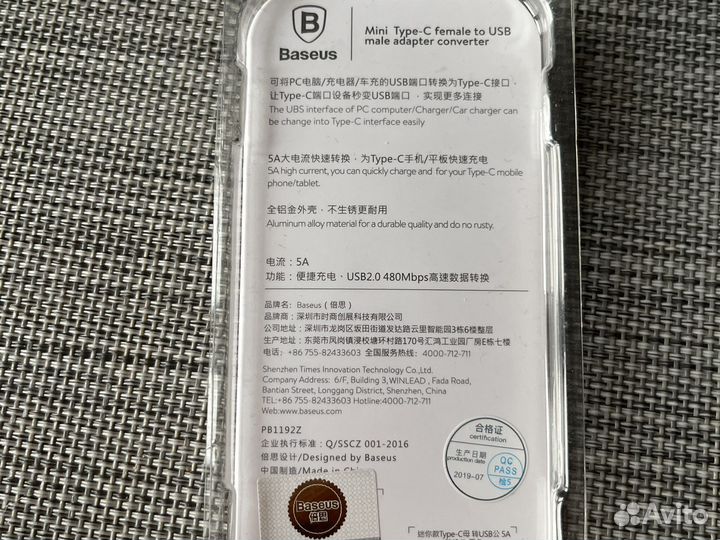 Baseus
Mini Type-C female to USB
male adapter converter
可将PC电脑/充电器/车充的USB端口转换为Type-C接口，
让Type-C端口设备秒变USB端口，实现更多连接
The UBS interface of PC computer/Charger/Car charger can
be change into Type-C interface easily
5A大电流快速转换，为Type-C手机/平板快速充电
5A high current, you can quickly charge and for your Type-C mobile
phone/tablet.
全铝合金外壳，不生锈更耐用
Aluminum alloy material for a durable quality and do no rusty.
电流：5A
功能：便捷充电、USB2.0 480Mbps高速数据转换
品牌名：Baseus（倍思）
品牌商：深圳市时商创展科技有限公司
公司地址：深圳市龙岗区坂田街道发达路云里智能园3栋6楼整层
生产地址：东莞市凤岗镇浸校塘环村路170号汇鸿工业园厂房E栋七楼
电话：+86 755-82433603 全国服务热线：4000-712-711
Shenzhen Times Innovation Technology Co.,Ltd.
Company Address: 6/F, Building 3,WINLEAD , Fada Road,
Bantian Street, Longgang District, Shenzhen, China
TEL:+86 755-82433603 Hotline:4000-712-711
Web:www.baseus.com
PB1192Z
企业执行标准：Q/SSCZ 001-2016
倍思设计/Designed by Baseus
中国制造/Made in
合格证
certification
生产日期
production date
2019-07
QC
PASS
检5
Baseus
倍思
迷你款Type-C母 转USB公 5A
Avito